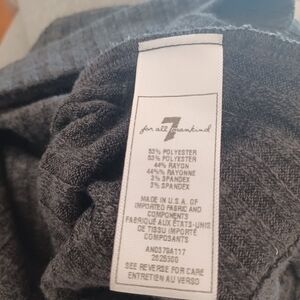 7
for all mankind
53% POLYESTER
53% POLYESTER
44% RAYON
44%% RAYONNE
3% SPANDEX
3% SPANDEX
MADE IN U.S.A. OF
IMPORTED FABRIC AND
COMPONENTS
FABRIQUÉ AUX ÉTATS-UNIS
DE TISSU IMPORTÉ
COMPOSANTS
SEE REVERSE FOR CARE
ENTRETIEN AU VERSO